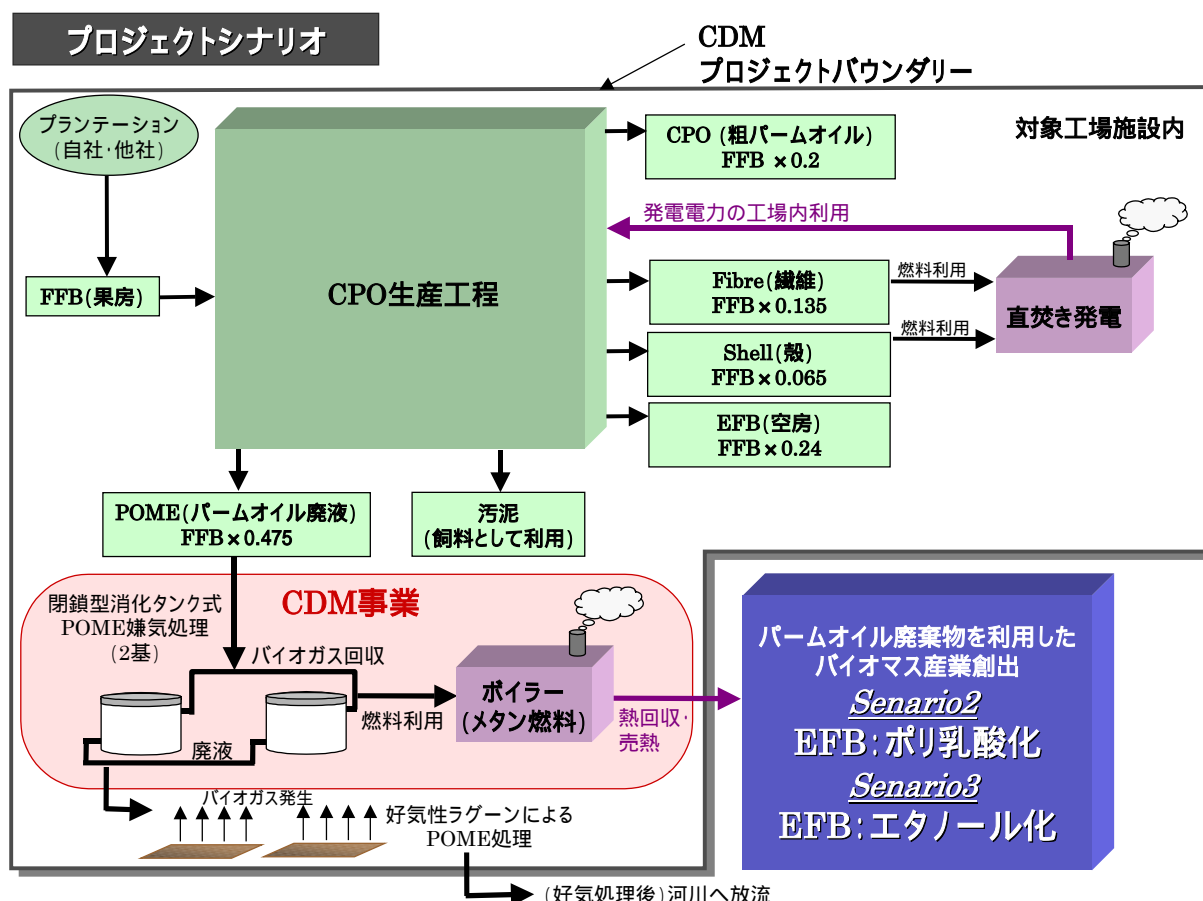 プロジェクトシナリオ
CDM
プロジェクトバウンダリー
プランテーション
(自社･他社)
対象工場施設内
CPO (粗パームオイル)
FFB ×0.2
発電電力の工場内利用
FFB(果房)
CPO生産工程
Fibre(繊維)
FFB×0.135
燃料利用
直焚き発電
燃料利用
Shell(殻)
FFB×0.065
EFB(空房)
FFB×0.24
POME(パームオイル廃液)
FFB×0.475
汚泥
(飼料として利用)
CDM事業
閉鎖型消化タンク式
POME嫌気処理
(2基)
バイオガス回収
燃料利用
ボイラー
(メタン燃料)
熱回収･
売熱
廃液
パームオイル廃棄物を利用した
バイオマス産業創出
Senario2
EFB:ポリ乳酸化
Senario3
EFB:エタノール化
バイオガス発生
好気性ラグーンによる
POME処理
(好気処理後)河川へ放流